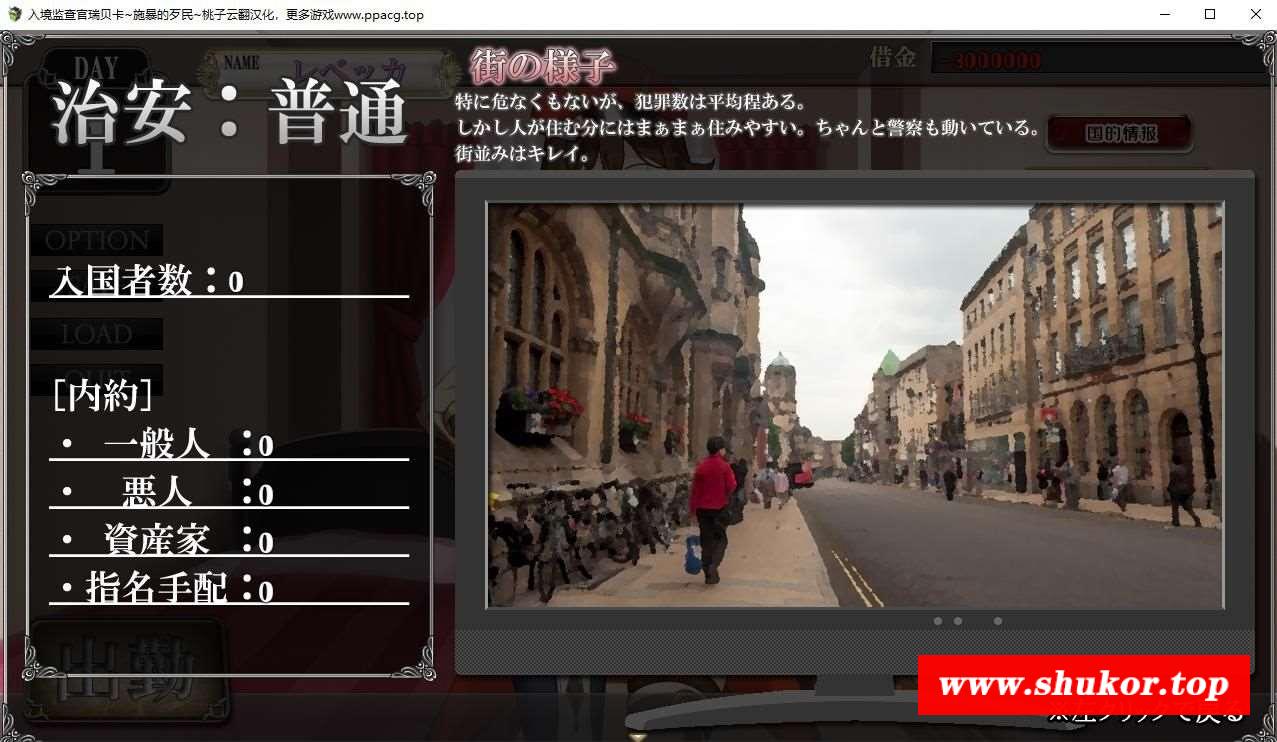 入境监查官瑞贝卡~施暴的歹民~桃子云翻汉化，更多游戏www.ppacg.top
DAY
1
NAME
レベッカ
街の様子
借金
-3000000
治安：普通
特に危なくもないが、犯罪数は平均程ある。
しかし人が住む分にはまぁまぁ住みやすい。ちゃんと警察も動いている。
街並みはキレイ。
国的情报
OPTION
入国者数：0
LOAD
QUIT
［内約］
・ 一般人 ：0
・ 悪人 ：0
・ 資産家 ：0
・指名手配：0
出勤
www.shukor.top
※左クリックで戻る